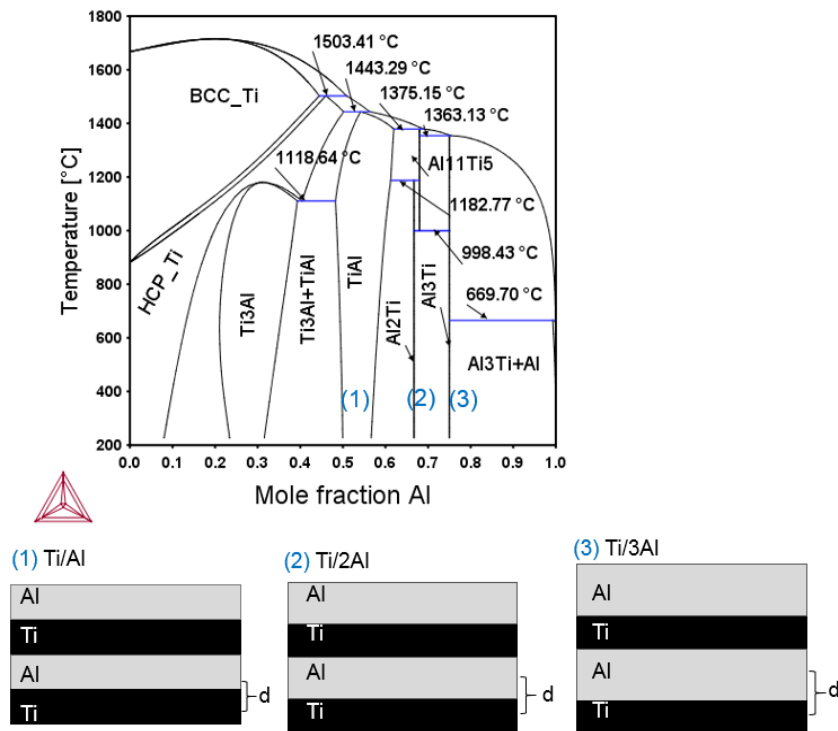 1800
1600
1400
1200
1000
800
600
400
200
Temperature [°C]
0.0 0.1 0.2 0.3 0.4 0.5 0.6 0.7 0.8 0.9 1.0
Mole fraction Al
1503.41 °C
1443.29 °C
1375.15 °C
1363.13 °C
BCC_Ti
Al11Ti5
1118.64 °C
1182.77 °C
998.43 °C
669.70 °C
HCP_Ti
Ti3Al
Ti3Al+TiAl
TiAl
Al2Ti
Al3Ti
Al3Ti+Al
(1) (2) (3)
(1) Ti/Al
Al
Ti
Al
d
Ti
(2) Ti/2Al
Al
Ti
Al
d
Ti
(3) Ti/3Al
Al
Ti
Al
d
Ti